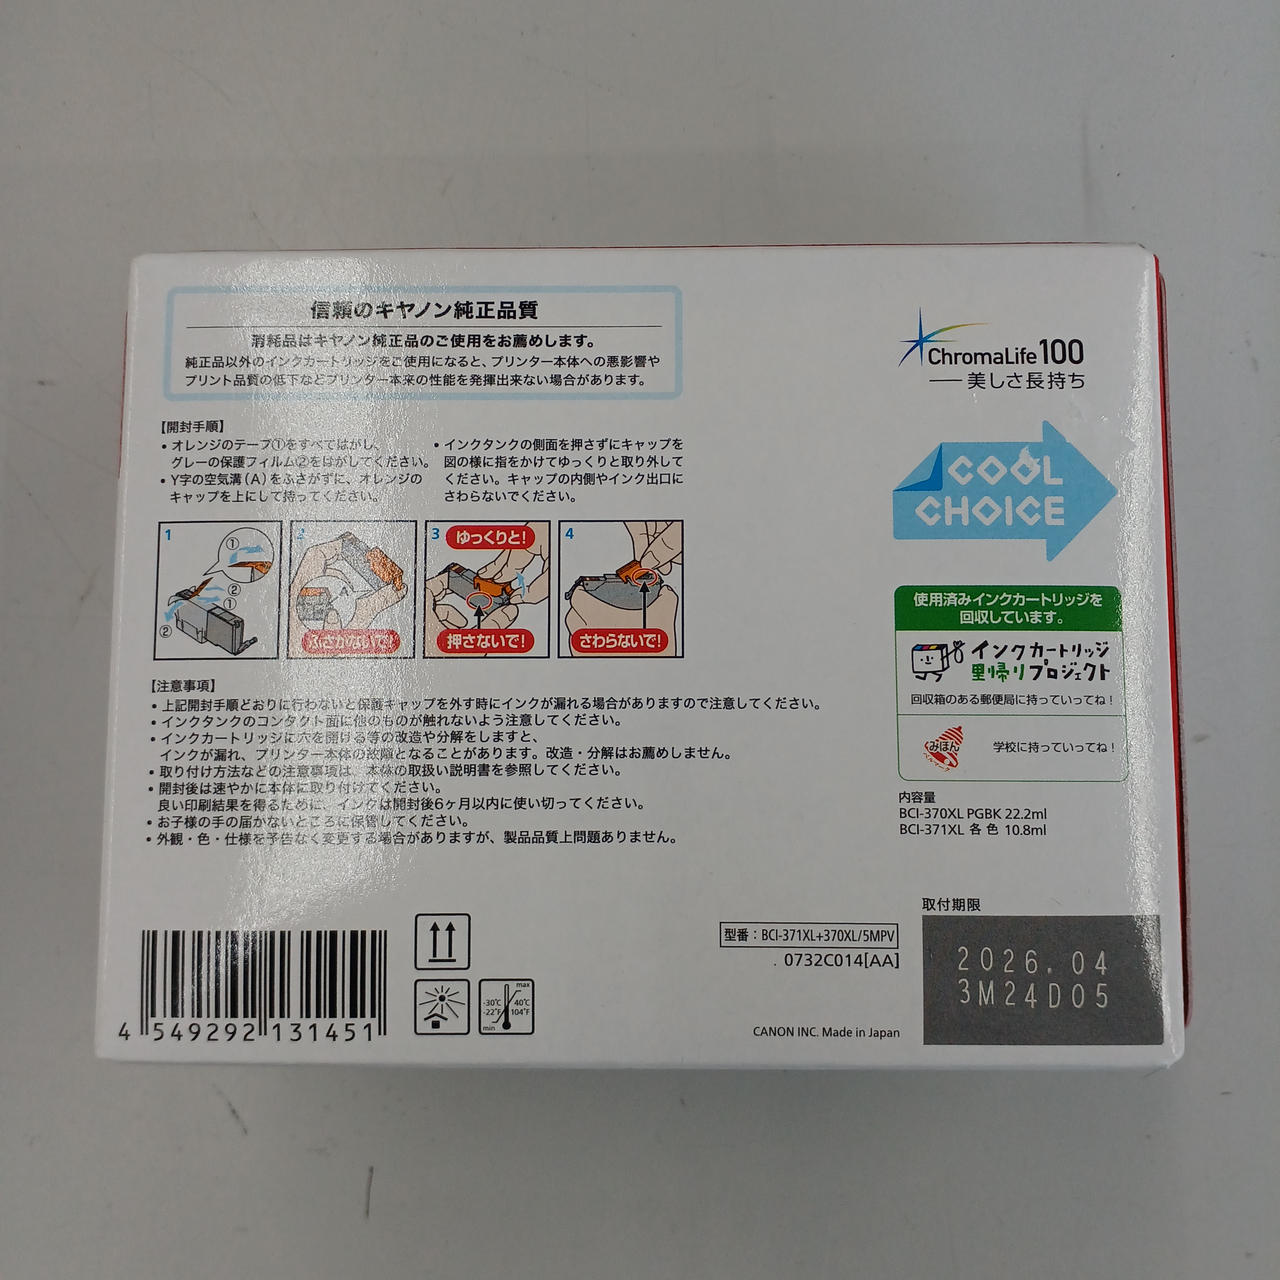 信頼のキヤノン純正品質
消耗品はキヤノン純正品のご使用をお薦めします。
純正品以外のインクカートリッジをご使用になると、プリンター本体への悪影響や
プリント品質の低下などプリンター本来の性能を発揮出来ない場合があります。
【開封手順】
・オレンジのテープ①をすべてはがし、
グレーの保護フィルム②をはがしてください。
・Y字の空気溝(A)をふさがずに、オレンジの
キャップを上にして持ってください。
・インクタンクの側面を押さずにキャップを
図の様に指をかけてゆっくりと取り外して
ください。キャップの内側やインク出口に
さわらないでください。
1
①
②
①
②
2
A
ふさがないで!
3
ゆっくりと!
押さないで!
4
さわらないで!
【注意事項】
・上記開封手順どおりに行わないと保護キャップを外す時にインクが漏れる場合がありますので注意してください。
・インクタンクのコンタクト面に他のものが触れないよう注意してください。
・インクカートリッジに穴を開ける等の改造や分解をしますと、
インクが漏れ、プリンター本体の故障となることがあります。改造・分解はお薦めしません。
・取り付け方法などの注意事項は、本体の取扱い説明書を参照してください。
・開封後は速やかに本体に取り付けてください。
良い印刷結果を得るために、インクは開封後6ヶ月以内に使い切ってください。
・お子様の手の届かないところに保管してください。
・外観・色・仕様を予告なく変更する場合がありますが、製品品質上問題ありません。
ChromaLife100
美しさ長持ち
COOL
CHOICE
使用済みインクカートリッジを
回収しています。
インクカートリッジ
里帰りプロジェクト
回収箱のある郵便局に持っていってね!
くみほん
ベルマーク
学校に持っていってね!
内容量
BCI-370XL PGBK 22.2ml
BCI-371XL 各色 10.8ml
取付期限
2026.04
3M24D05
型番：BCI-371XL+370XL/5MPV
. 0732C014[AA]
CANON INC. Made in Japan
max
-30℃
-22℉
40℃
104℉
min
4 549292 131451